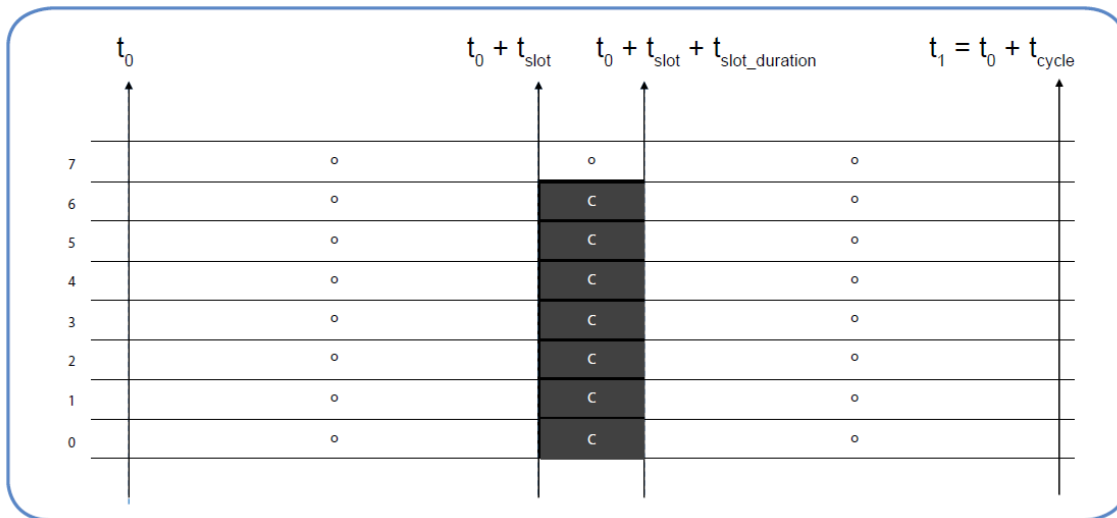 t0 t0 + tslot t0 + tslot + tslot_duration t1 = t0 + tcycle
7 o o o
6 o C o
5 o C o
4 o C o
3 o C o
2 o C o
1 o C o
0 o C o